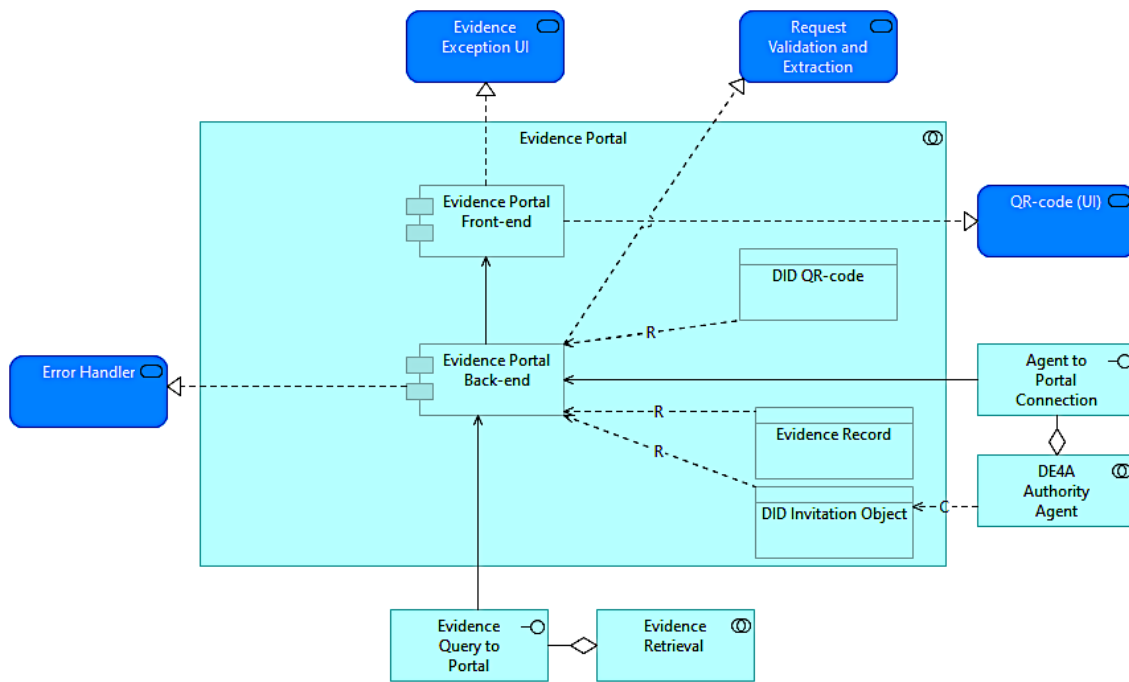 Evidence
Exception UI
Request
Validation and
Extraction
Evidence Portal
Evidence Portal
Front-end
QR-code (UI)
DID QR-code
R
Evidence Portal
Back-end
Error Handler
Agent to
Portal
Connection
R
Evidence Record
R
DID Invitation Object
C
DE4A
Authority
Agent
Evidence
Query to
Portal
Evidence
Retrieval